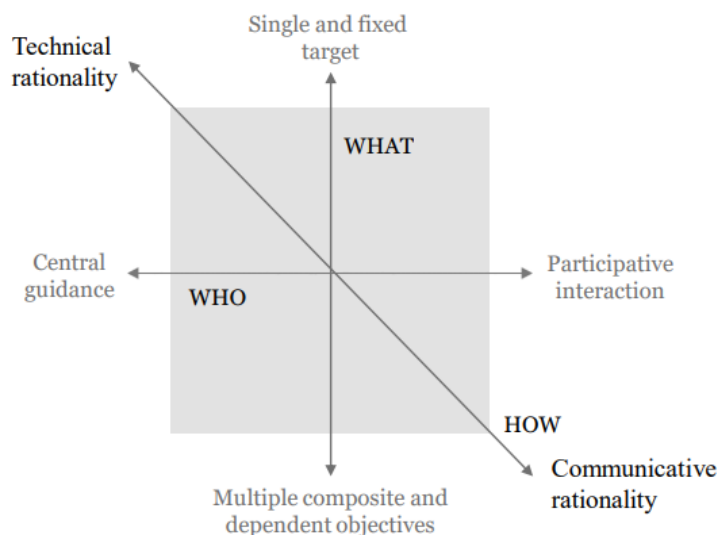 Single and fixed
target
Technical
rationality
WHAT
Central
guidance
WHO
Participative
interaction
HOW
Communicative
rationality
Multiple composite and
dependent objectives